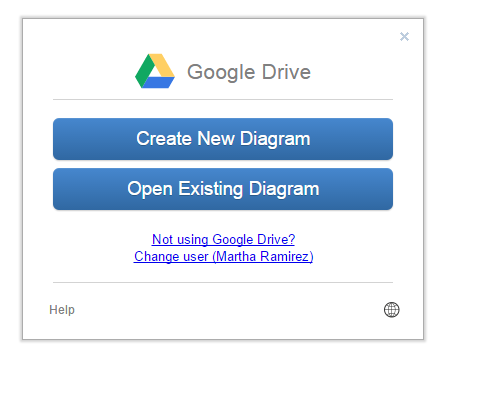 Google Drive
Create New Diagram
Open Existing Diagram
Not using Google Drive?
Change user (Martha Ramirez)
Help